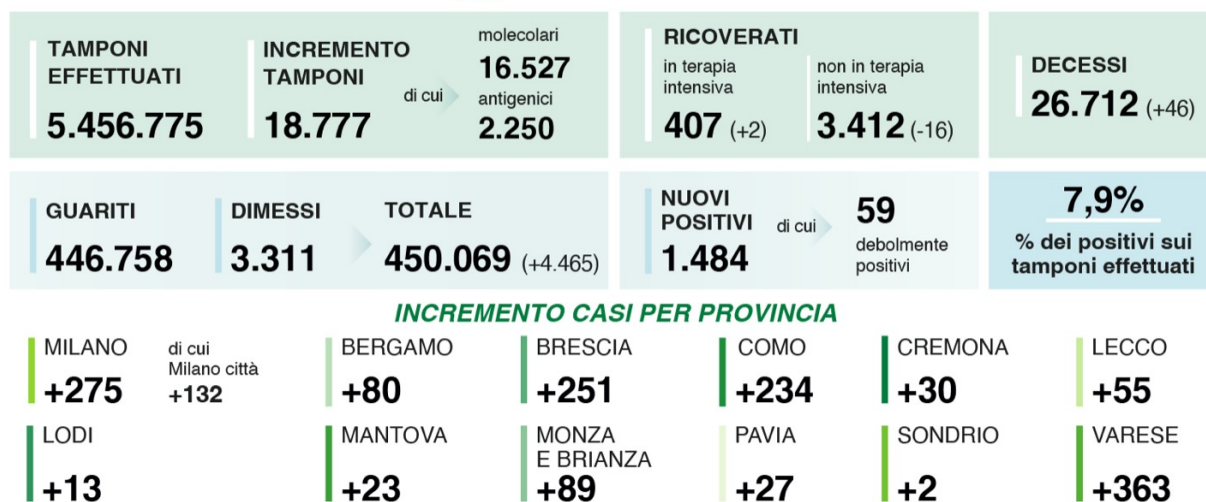 TAMPONI
EFFETTUATI
5.456.775
INCREMENTO
TAMPONI
18.777
di cui
molecolari
16.527
antigenici
2.250
RICOVERATI
in terapia
intensiva
407 (+2)
non in terapia
intensiva
3.412 (-16)
DECESSI
26.712 (+46)
GUARITI
446.758
DIMESSI
3.311
TOTALE
450.069 (+4.465)
NUOVI
POSITIVI
1.484
di cui
59
debolmente
positivi
7,9%
% dei positivi sui
tamponi effettuati
INCREMENTO CASI PER PROVINCIA
MILANO
+275
di cui
Milano città
+132
BERGAMO
+80
BRESCIA
+251
COMO
+234
CREMONA
+30
LECCO
+55
LODI
+13
MANTOVA
+23
MONZA
E BRIANZA
+89
PAVIA
+27
SONDRIO
+2
VARESE
+363